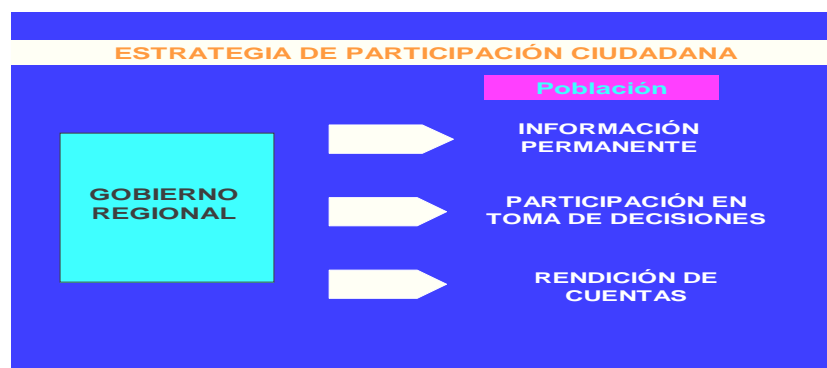 ESTRATEGIA DE PARTICIPACIÓN CIUDADANA
Población
INFORMACIÓN
PERMANENTE
GOBIERNO
REGIONAL
PARTICIPACIÓN EN
TOMA DE DECISIONES
RENDICIÓN DE
CUENTAS